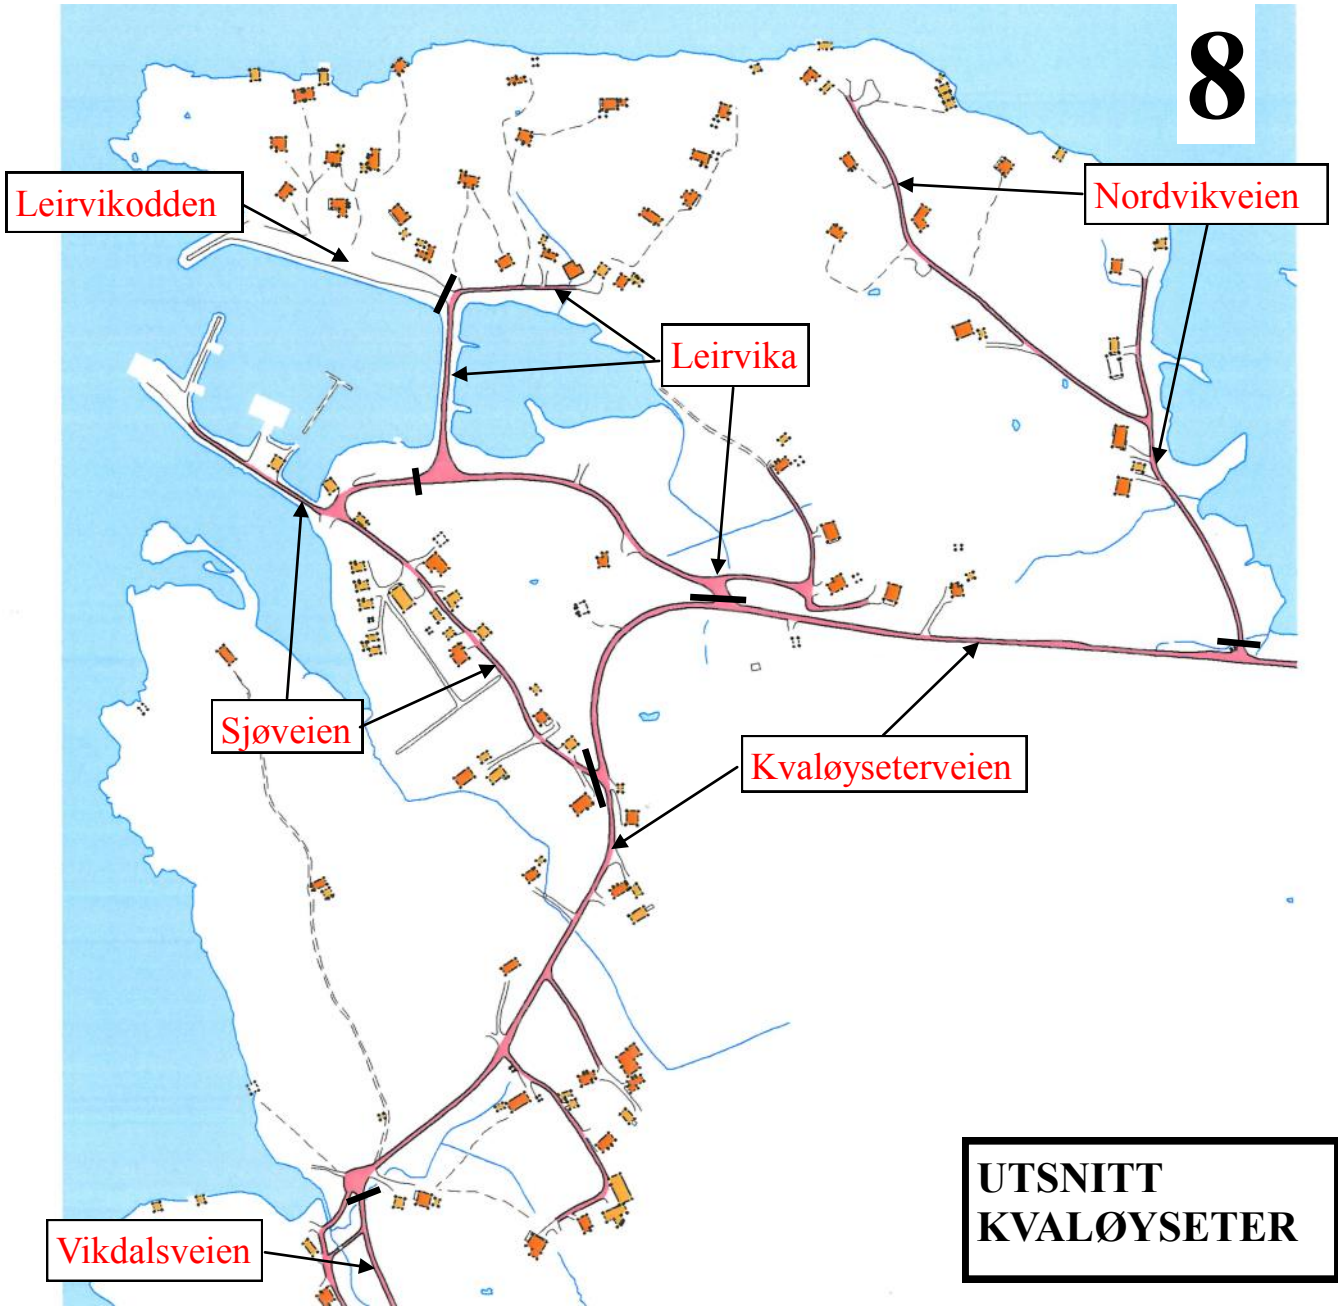 8
Leirvikodden
Nordvikveien
Leirvika
Sjøveien
Kvaløyseterveien
Vikdalsveien
UTSNITT
KVALØYSETER